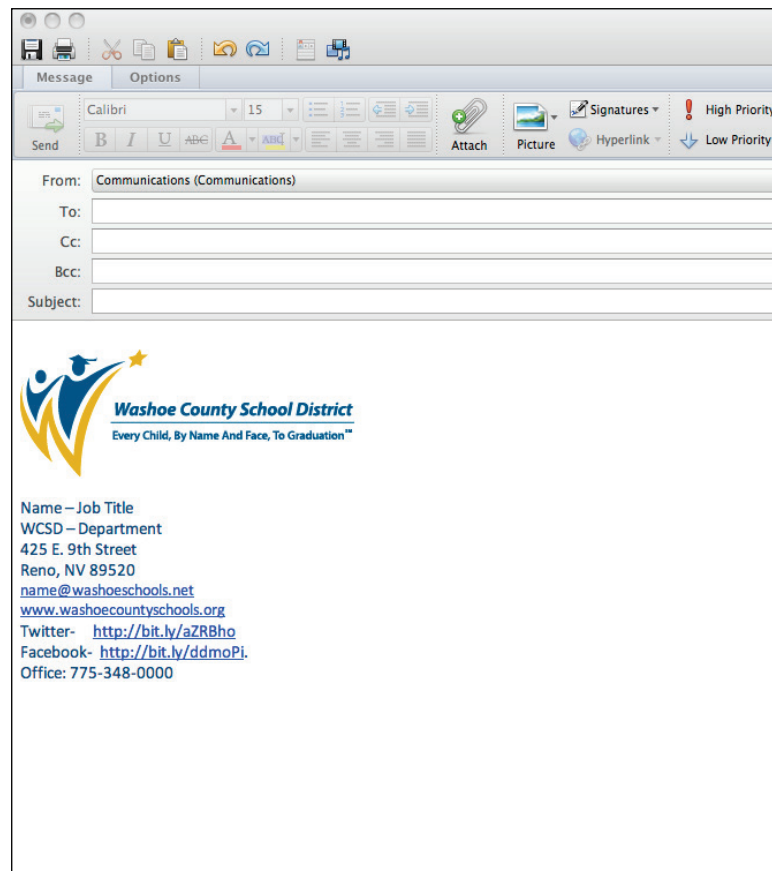 Message Options
Calibri 15
Signatures High Priority
Send B I U ABC A ABC Attach Picture Hyperlink Low Priority
From: Communications (Communications)
To:
Cc:
Bcc:
Subject:
Washoe County School District
Every Child, By Name And Face, To Graduation™
Name – Job Title
WCSD – Department
425 E. 9th Street
Reno, NV 89520
name@washoeschools.net
www.washoecountyschools.org
Twitter- http://bit.ly/aZRBho
Facebook- http://bit.ly/ddmoPi.
Office: 775-348-0000